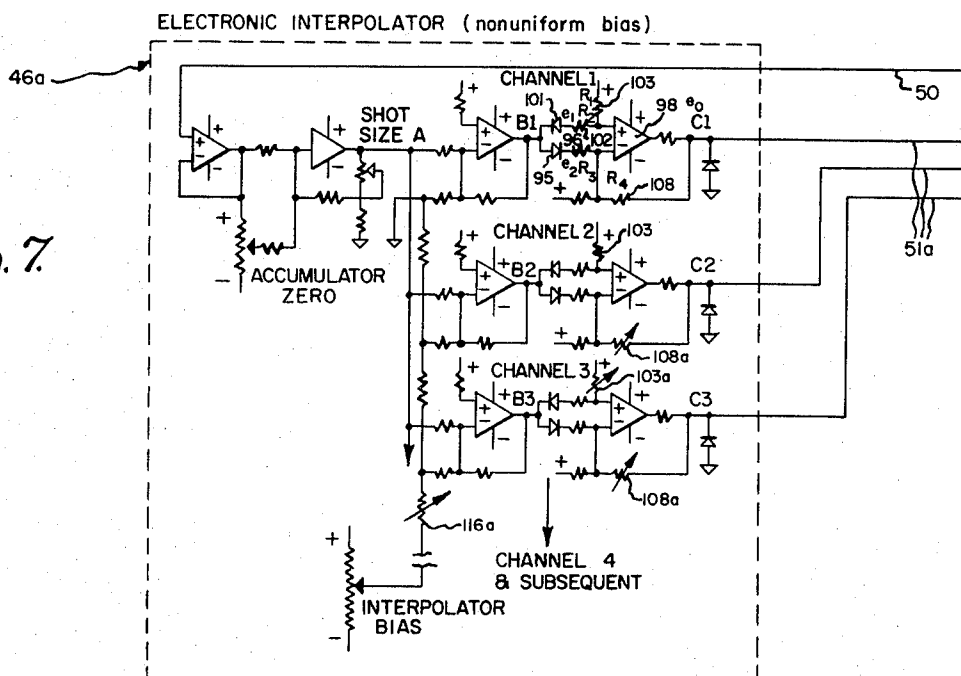 ELECTRONIC INTERPOLATOR (nonuniform bias)
46a
50
CHANNEL 1
101
e1
R1
R2
103
98
e0
C1
SHOT
SIZE A
B1
96
102
95
e2
R3
R4
108
51a
7.
ACCUMULATOR
ZERO
CHANNEL 2
103
B2
C2
108a
CHANNEL 3
103a
B3
C3
108a
116a
CHANNEL 4
& SUBSEQUENT
INTERPOLATOR
BIAS